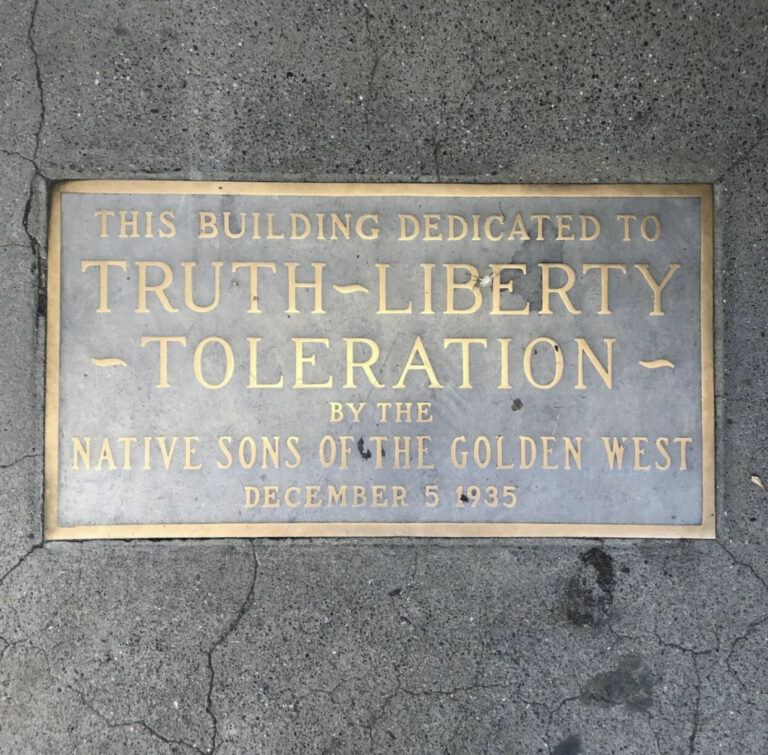 THIS BUILDING DEDICATED TO
TRUTH~LIBERTY
~TOLERATION~
BY THE
NATIVE SONS OF THE GOLDEN WEST
DECEMBER 5 1935